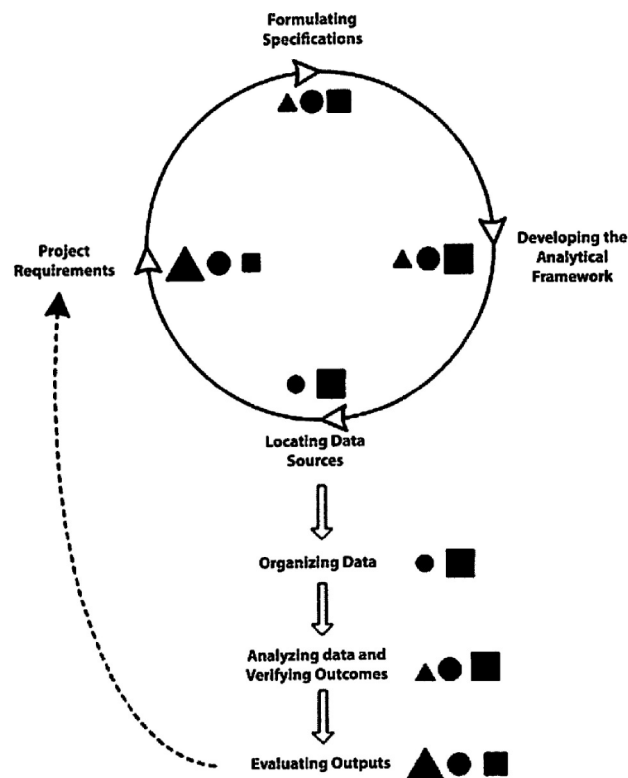 Formulating
Specifications
Project
Requirements
Developing the
Analytical
Framework
Locating Data
Sources
Organizing Data
Analyzing data and
Verifying Outcomes
Evaluating Outputs